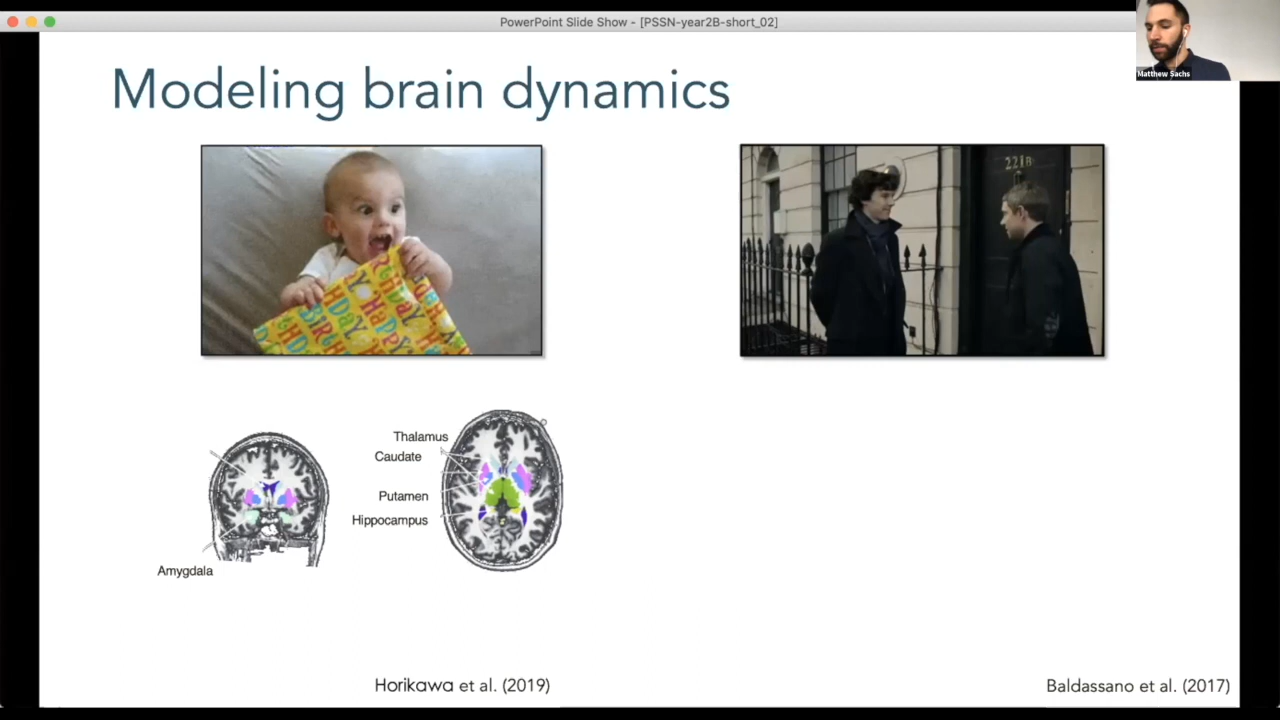 PowerPoint Slide Show - [PSSN-year2B-short_02]
Matthew Sachs
Modeling brain dynamics
221B
Thalamus
Caudate
Putamen
Hippocampus
Amygdala
Horikawa et al. (2019)
Baldassano et al. (2017)